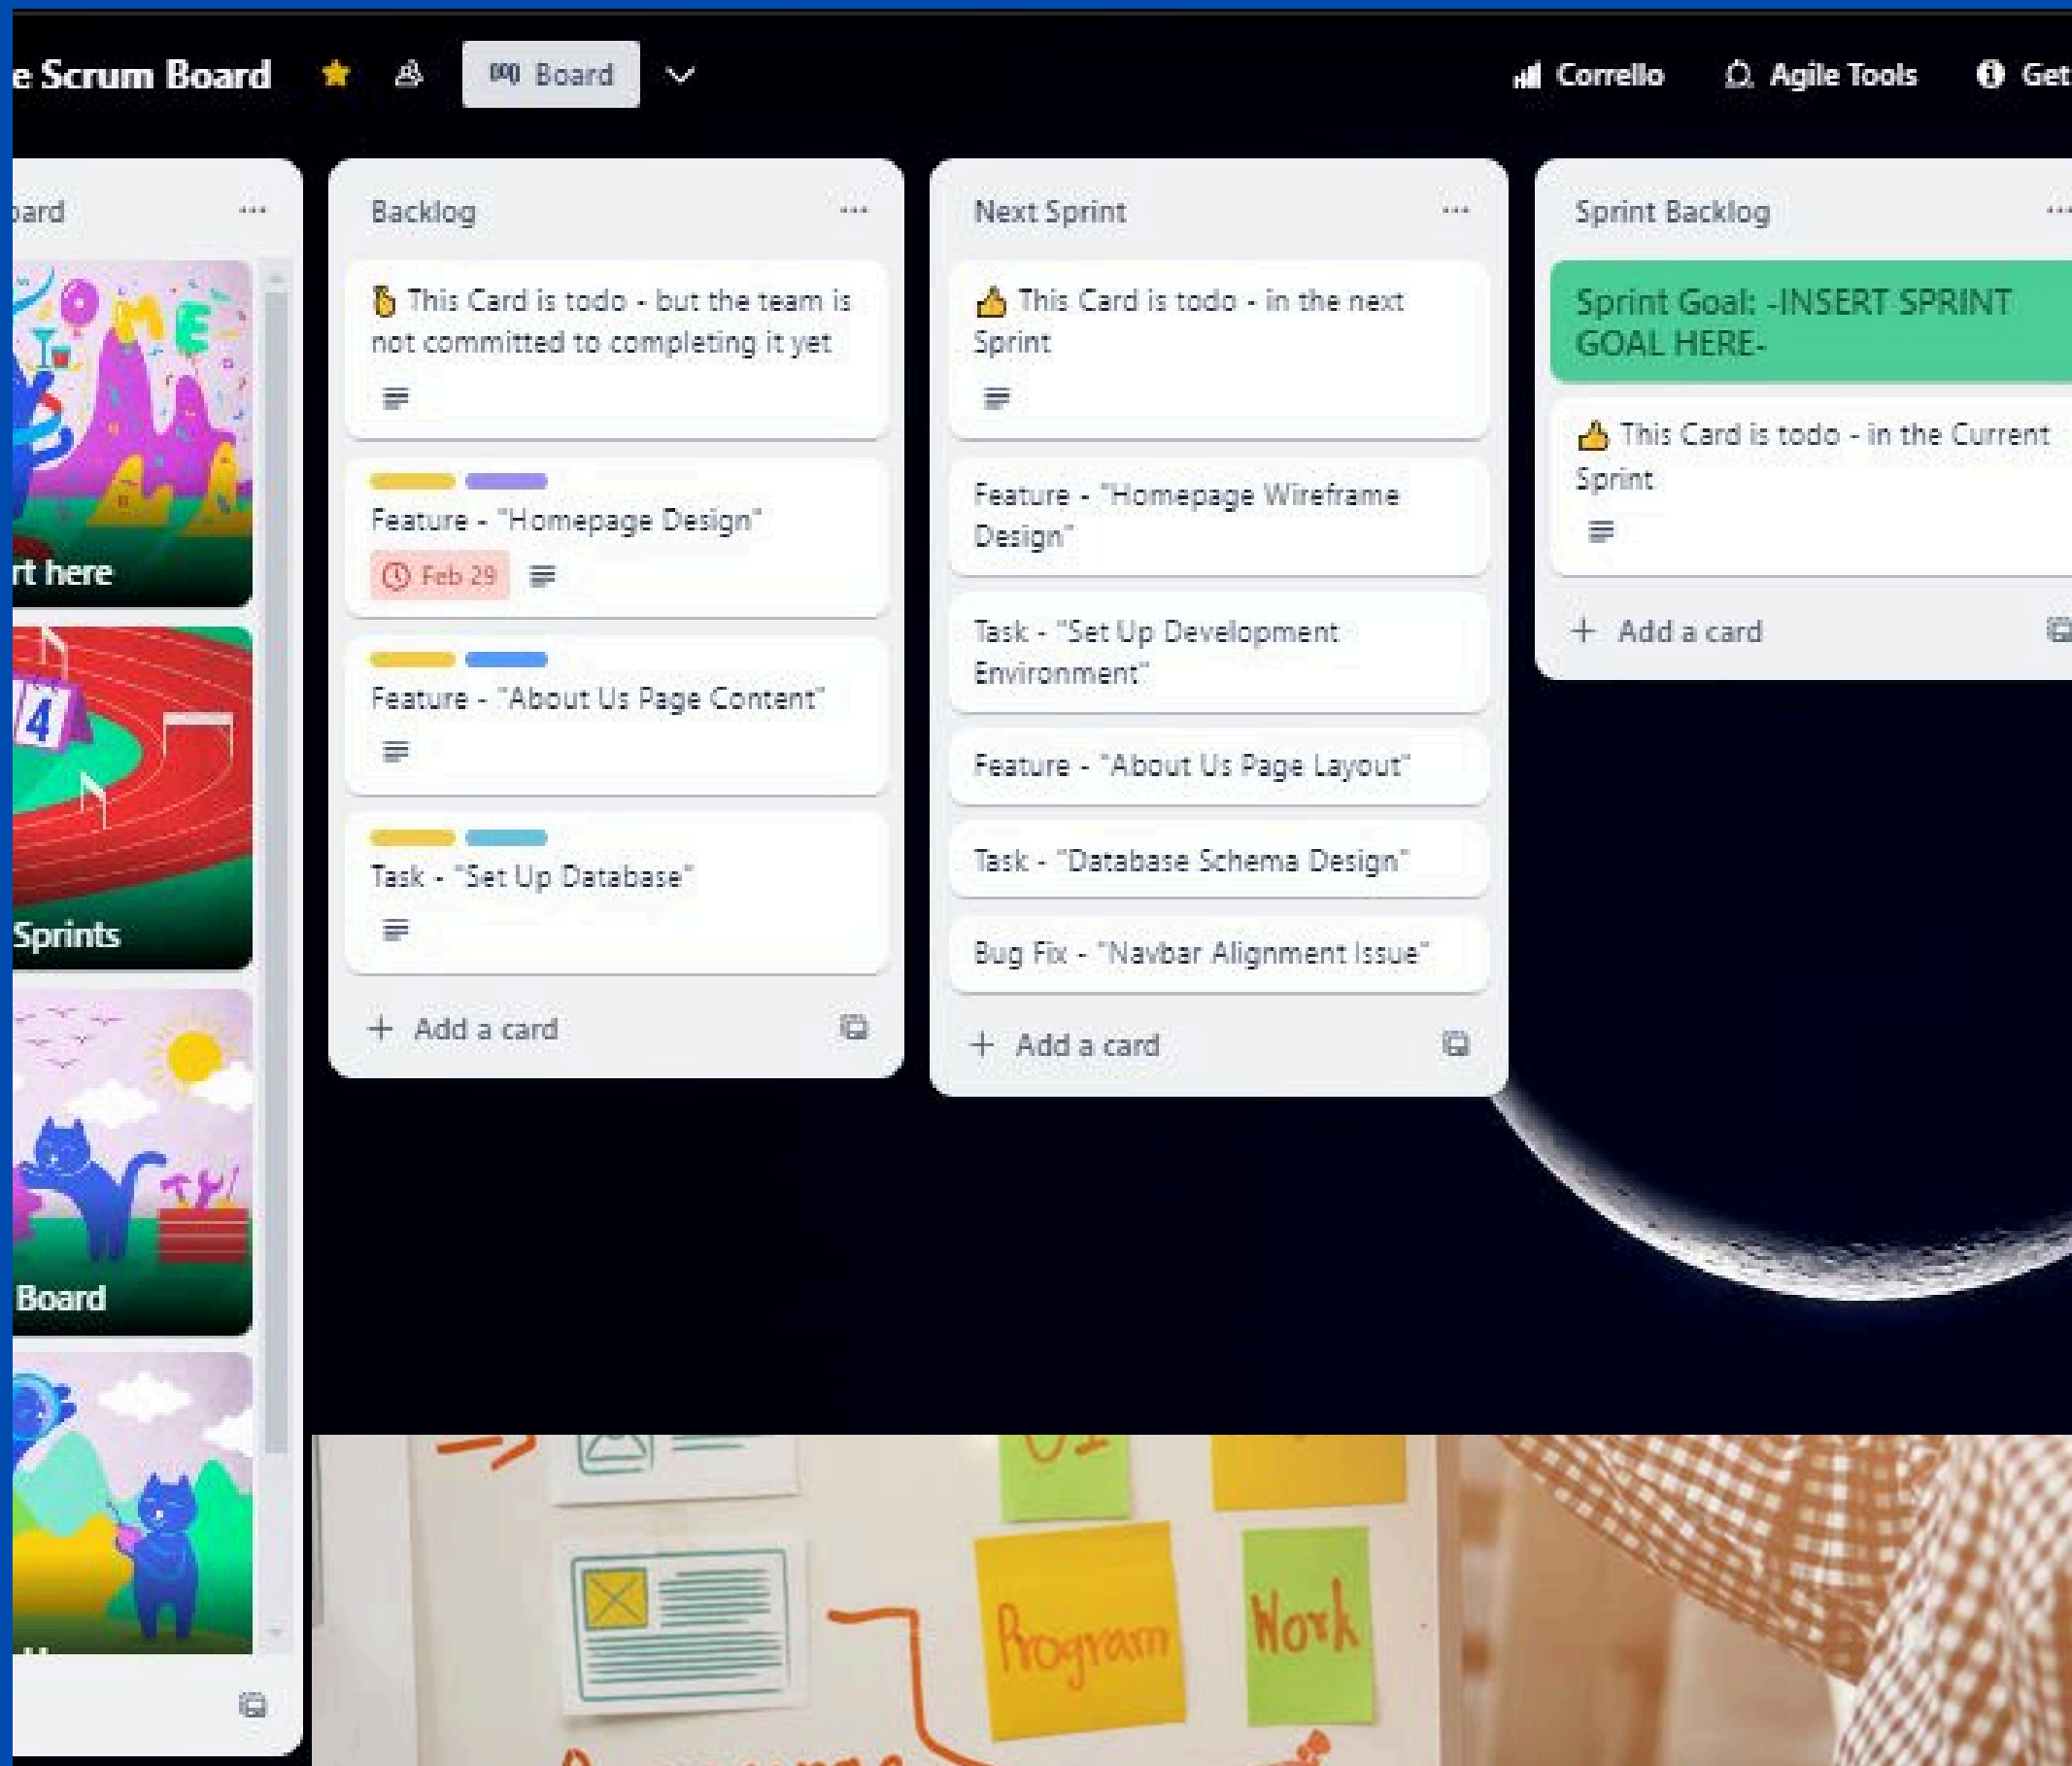 e Scrum Board
Board
Corrello
Agile Tools
Get
oard
rt here
4
Sprints
Board
Backlog
This Card is todo - but the team is
not committed to completing it yet
Feature - "Homepage Design"
Feb 29
Feature - "About Us Page Content"
Task - "Set Up Database"
+ Add a card
Next Sprint
This Card is todo - in the next
Sprint
Feature - "Homepage Wireframe
Design"
Task - "Set Up Development
Environment"
Feature - "About Us Page Layout"
Task - "Database Schema Design"
Bug Fix - "Navbar Alignment Issue"
+ Add a card
Sprint Backlog
Sprint Goal: -INSERT SPRINT
GOAL HERE-
This Card is todo - in the Current
Sprint
+ Add a card
UI
Program
Work